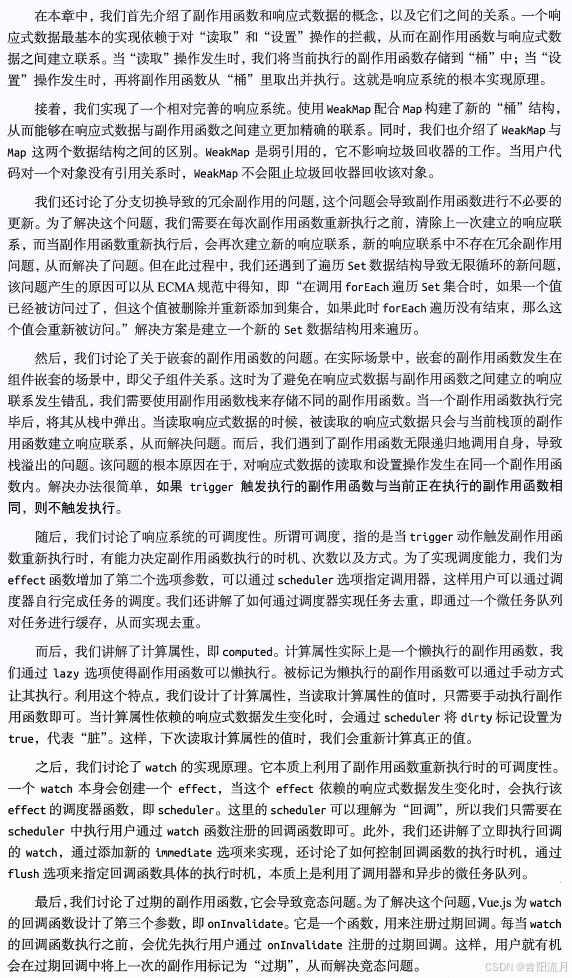 在本章中，我们首先介绍了副作用函数和响应式数据的概念，以及它们之间的关系。一个响
应式数据最基本的实现依赖于对“读取”和“设置”操作的拦截，从而在副作用函数与响应式数
据之间建立联系。当“读取”操作发生时，我们将当前执行的副作用函数存储到“桶”中；当“设
置”操作发生时，再将副作用函数从“桶”里取出并执行。这就是响应系统的根本实现原理。
接着，我们实现了一个相对完善的响应系统。使用 WeakMap 配合 Map 构建了新的“桶”结构，
从而能够在响应式数据与副作用函数之间建立更加精确的联系。同时，我们也介绍了 WeakMap 与
Map 这两个数据结构之间的区别。WeakMap 是弱引用的，它不影响垃圾回收器的工作。当用户代
码对一个对象没有引用关系时，WeakMap 不会阻止垃圾回收器回收该对象。
我们还讨论了分支切换导致的冗余副作用的问题，这个问题会导致副作用函数进行不必要的
更新。为了解决这个问题，我们需要在每次副作用函数重新执行之前，清除上一次建立的响应联
系，而当副作用函数重新执行后，会再次建立新的响应联系，新的响应联系中不存在冗余副作用
问题，从而解决了问题。但在此过程中，我们还遇到了遍历 Set 数据结构导致无限循环的新问题，
该问题产生的原因可以从 ECMA 规范中得知，即“在调用 forEach 遍历 Set 集合时，如果一个值
已经被访问过了，但这个值被删除并重新添加到集合，如果此时 forEach 遍历没有结束，那么这
个值会重新被访问。”解决方案是建立一个新的 Set 数据结构用来遍历。
然后，我们讨论了关于嵌套的副作用函数的问题。在实际场景中，嵌套的副作用函数发生在
组件嵌套的场景中，即父子组件关系。这时为了避免在响应式数据与副作用函数之间建立的响应
联系发生错乱，我们需要使用副作用函数栈来存储不同的副作用函数。当一个副作用函数执行完
毕后，将其从栈中弹出。当读取响应式数据的时候，被读取的响应式数据只会与当前栈顶的副作
用函数建立响应联系，从而解决问题。而后，我们遇到了副作用函数无限递归地调用自身，导致
栈溢出的问题。该问题的根本原因在于，对响应式数据的读取和设置操作发生在同一个副作用函
数内。解决办法很简单，如果 trigger 触发执行的副作用函数与当前正在执行的副作用函数相
同，则不触发执行。
随后，我们讨论了响应系统的可调度性。所谓可调度，指的是当 trigger 动作触发副作用函
数重新执行时，有能力决定副作用函数执行的时机、次数以及方式。为了实现调度能力，我们为
effect 函数增加了第二个选项参数，可以通过 scheduler 选项指定调用器，这样用户可以通过调
度器自行完成任务的调度。我们还讲解了如何通过调度器实现任务去重，即通过一个微任务队列
对任务进行缓存，从而实现去重。
而后，我们讲解了计算属性，即 computed。计算属性实际上是一个懒执行的副作用函数，我
们通过 lazy 选项使得副作用函数可以懒执行。被标记为懒执行的副作用函数可以通过手动方式
让其执行。利用这个特点，我们设计了计算属性，当读取计算属性的值时，只需要手动执行副作
用函数即可。当计算属性依赖的响应式数据发生变化时，会通过 scheduler 将 dirty 标记设置为
true，代表“脏”。这样，下次读取计算属性的值时，我们会重新计算真正的值。
之后，我们讨论了 watch 的实现原理。它本质上利用了副作用函数重新执行时的可调度性。
一个 watch 本身会创建一个 effect，当这个 effect 依赖的响应式数据发生变化时，会执行该
effect 的调度器函数，即 scheduler。这里的 scheduler 可以理解为“回调”，所以我们只需要在
scheduler 中执行用户通过 watch 函数注册的回调函数即可。此外，我们还讲解了立即执行回调
的 watch，通过添加新的 immediate 选项来实现，还讨论了如何控制回调函数的执行时机，通过
flush 选项来指定回调函数具体的执行时机，本质上是利用了调用器和异步的微任务队列。
最后，我们讨论了过期的副作用函数，它会导致竞态问题。为了解决这个问题，Vue.js 为 watch
的回调函数设计了第三个参数，即 onInvalidate。它是一个函数，用来注册过期回调。每当 watch
的回调函数执行之前，会优先执行用户通过 onInvalidate 注册的过期回调。这样，用户就有机
会在过期回调中将上一次的副作用标记为“过期”，从而解决竞态问题。
CSDN @青阳流月